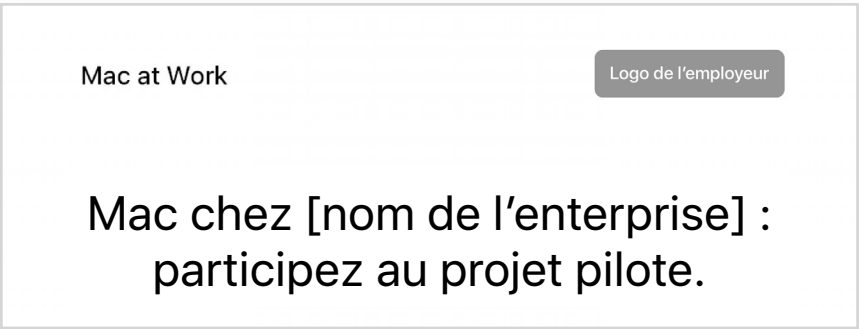 Mac at Work
Logo de l’employeur
Mac chez [nom de l’enterprise] :
participez au projet pilote.